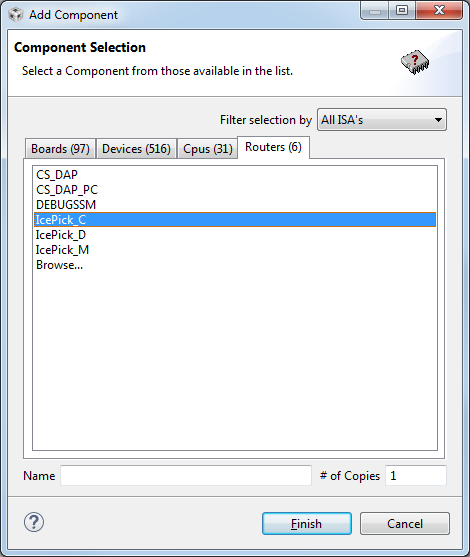 Add Component
Component Selection
Select a Component from those available in the list.
?
Filter selection by All ISA's
Boards (97) Devices (516) Cpus (31) Routers (6)
CS_DAP
CS_DAP_PC
DEBUGSSM
IcePick_C
IcePick_D
IcePick_M
Browse...
Name # of Copies 1
? Finish Cancel